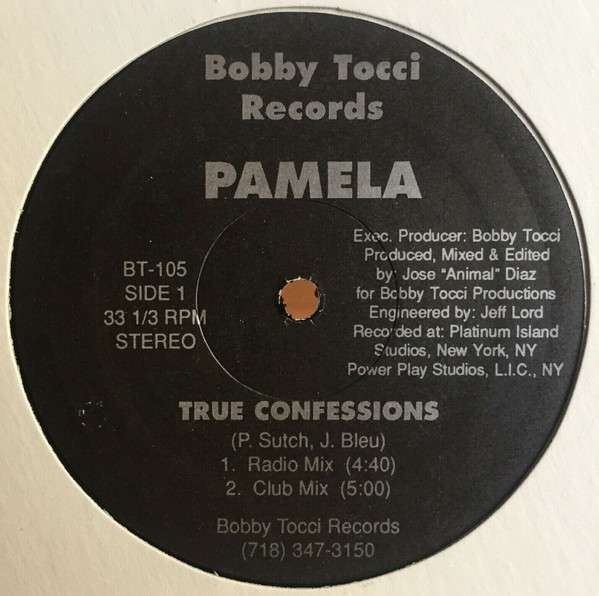 Bobby Tocci
Records
PAMELA
BT-105
SIDE 1
33 1/3 RPM
STEREO
Exec. Producer: Bobby Tocci
Produced, Mixed & Edited
by: Jose "Animal" Diaz
for Bobby Tocci Productions
Engineered by: Jeff Lord
Recorded at: Platinum Island
Studios, New York, NY
Power Play Studios, L.I.C., NY
TRUE CONFESSIONS
(P. Sutch, J. Bleu)
1. Radio Mix (4:40)
2. Club Mix (5:00)
Bobby Tocci Records
(718) 347-3150